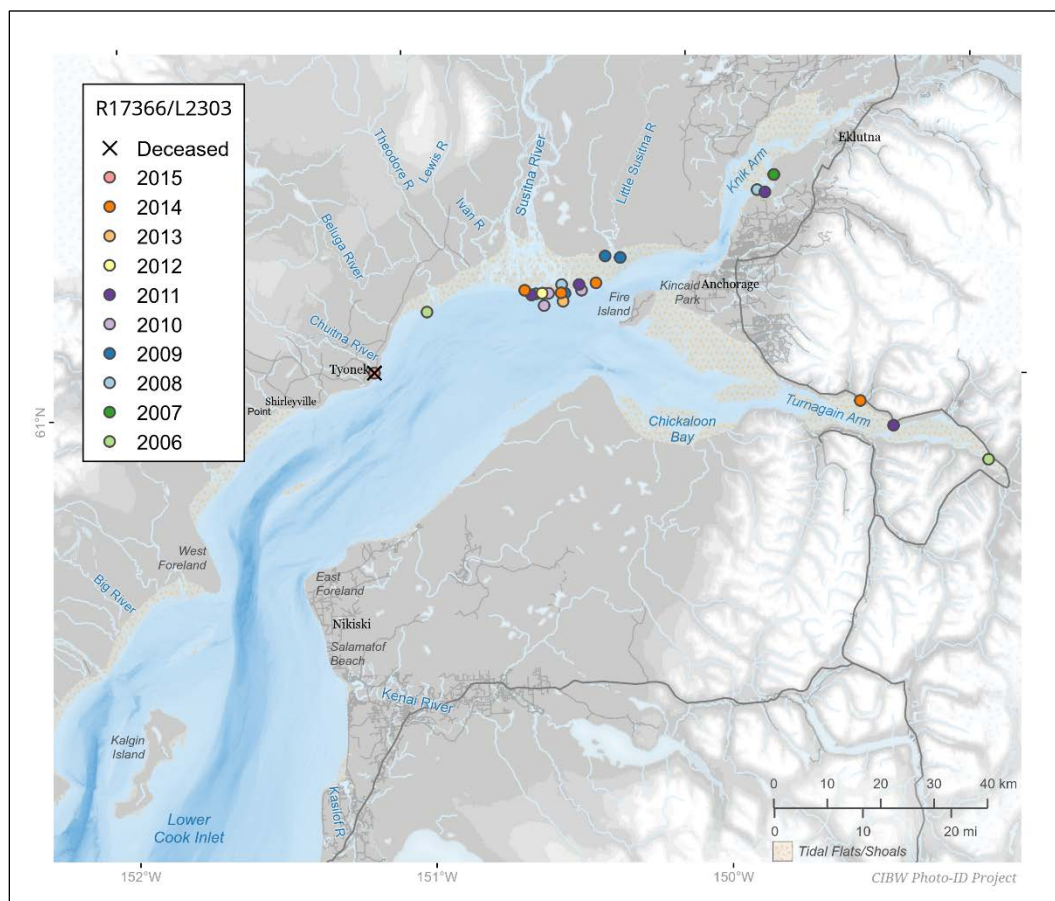 R17366/L2303
Deceased
2015
2014
2013
2012
2011
2010
2009
2008
2007
2006
Theodore R
Lewis R
Ivan R
Susitna River
Little Susitna R
Beluga River
Knik Arm
Eklutna
Kincaid
Park
Anchorage
Fire
Island
Chuitna River
Tyonek
Shirleyville
Point
Chickaloon
Bay
Turnagain Arm
61°N
West
Foreland
Big River
East
Foreland
Nikiski
Salamatof
Beach
Kenai River
Kalgin
Island
Kasilof R
Lower
Cook Inlet
0 10 20 30 40 km
0 10 20 mi
Tidal Flats/Shoals
152°W
151°W
150°W
CIBW Photo-ID Project